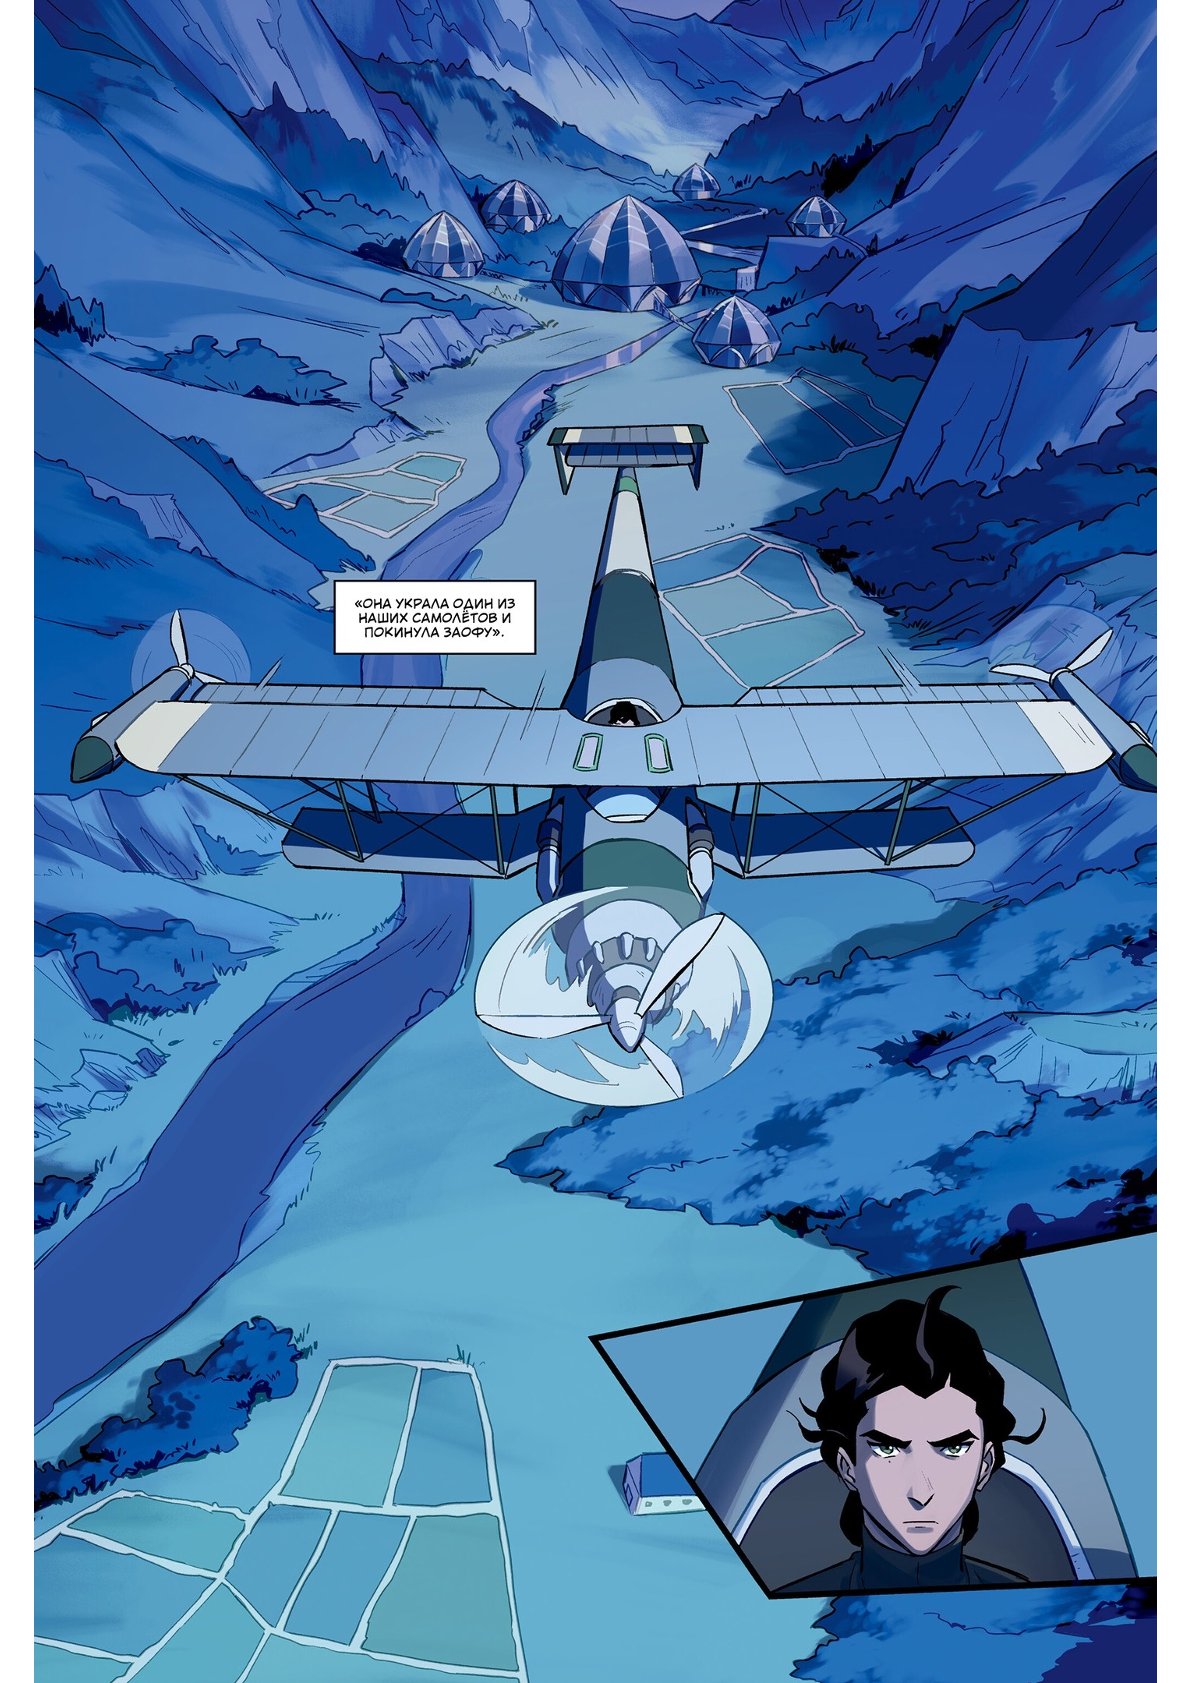 «ОНА УКРАЛА ОДИН ИЗ
НАШИХ САМОЛЁТОВ И
ПОКИНУЛА ЗАОФУ».